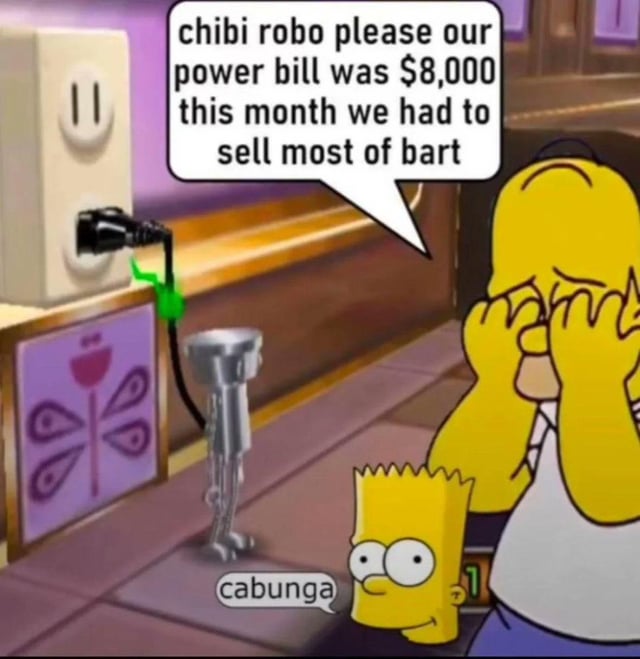 chibi robo please our
power bill was $8,000
this month we had to
sell most of bart
cabunga
1